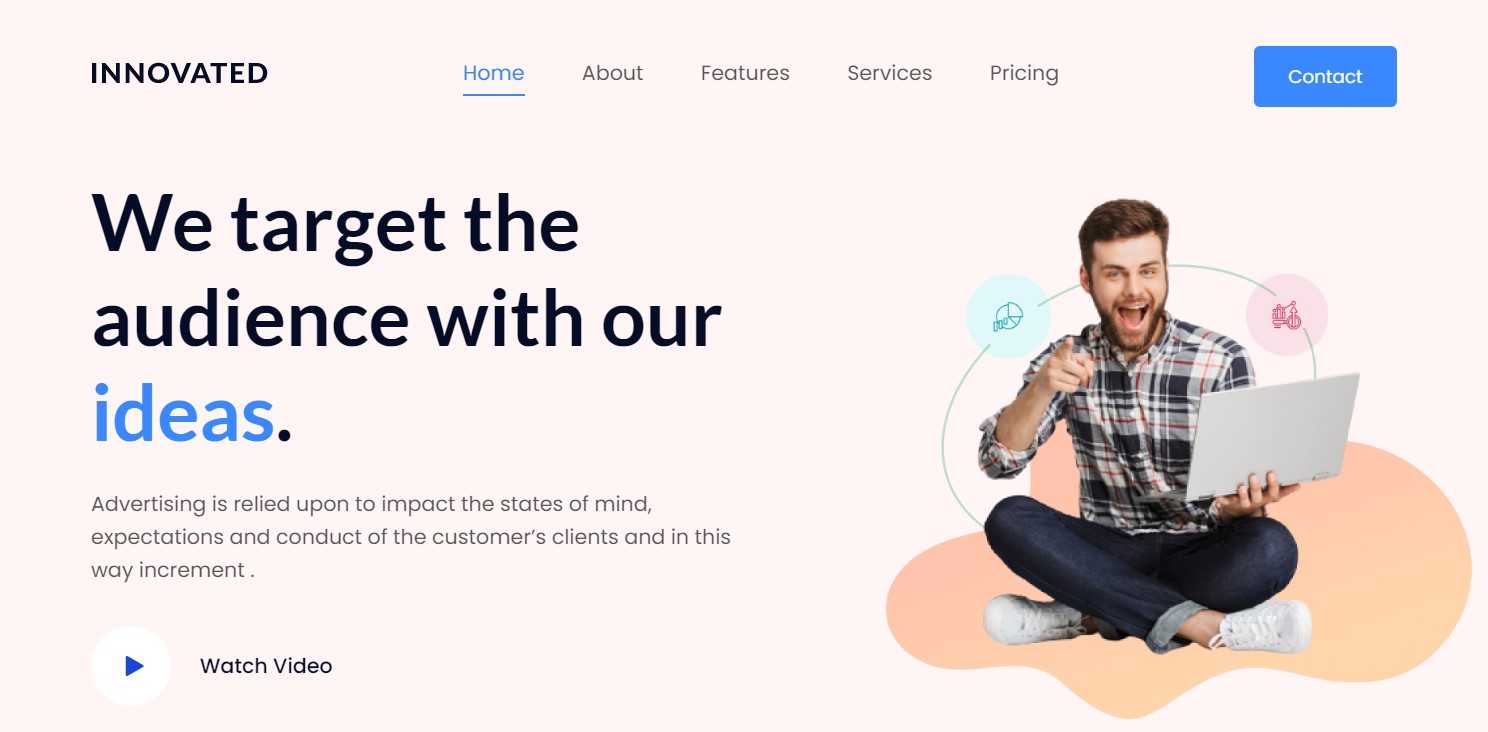 INNOVATED
Home
About
Features
Services
Pricing
Contact
We target the
audience with our
ideas.
Advertising is relied upon to impact the states of mind,
expectations and conduct of the customer’s clients and in this
way increment .
Watch Video